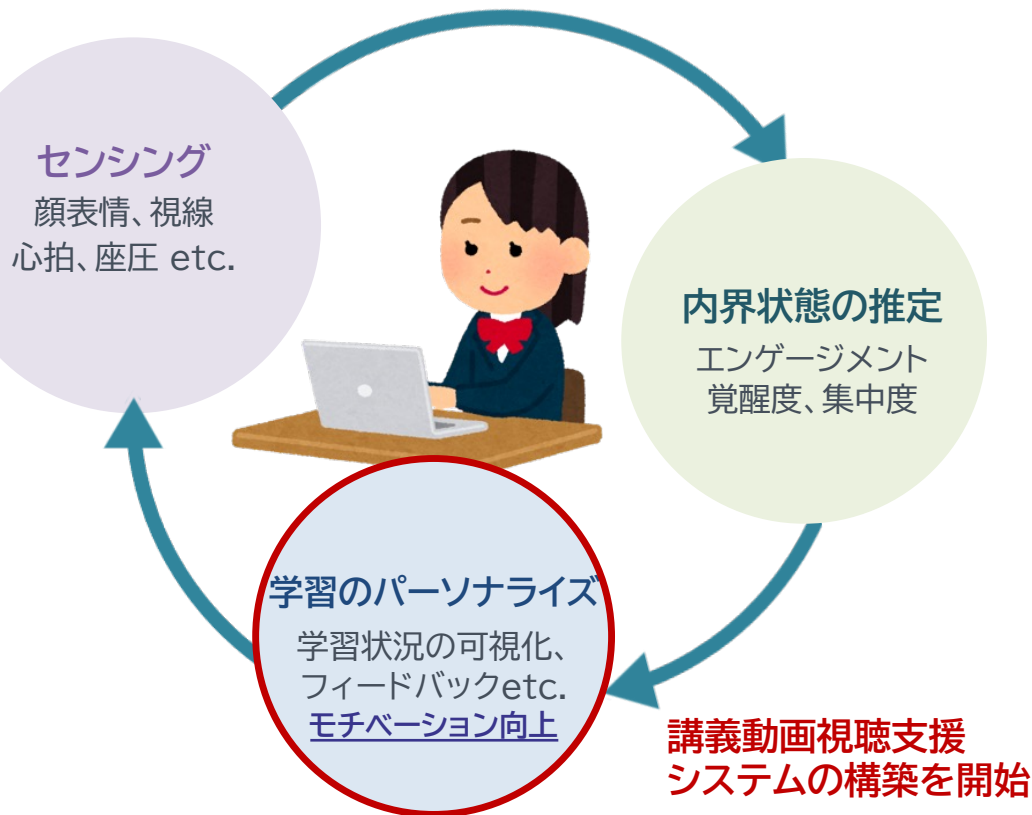 センシング
顔表情、視線
心拍、座圧 etc.
内界状態の推定
エンゲージメント
覚醒度、集中度
学習のパーソナライズ
学習状況の可視化、
フィードバックetc.
モチベーション向上
講義動画視聴支援
システムの構築を開始